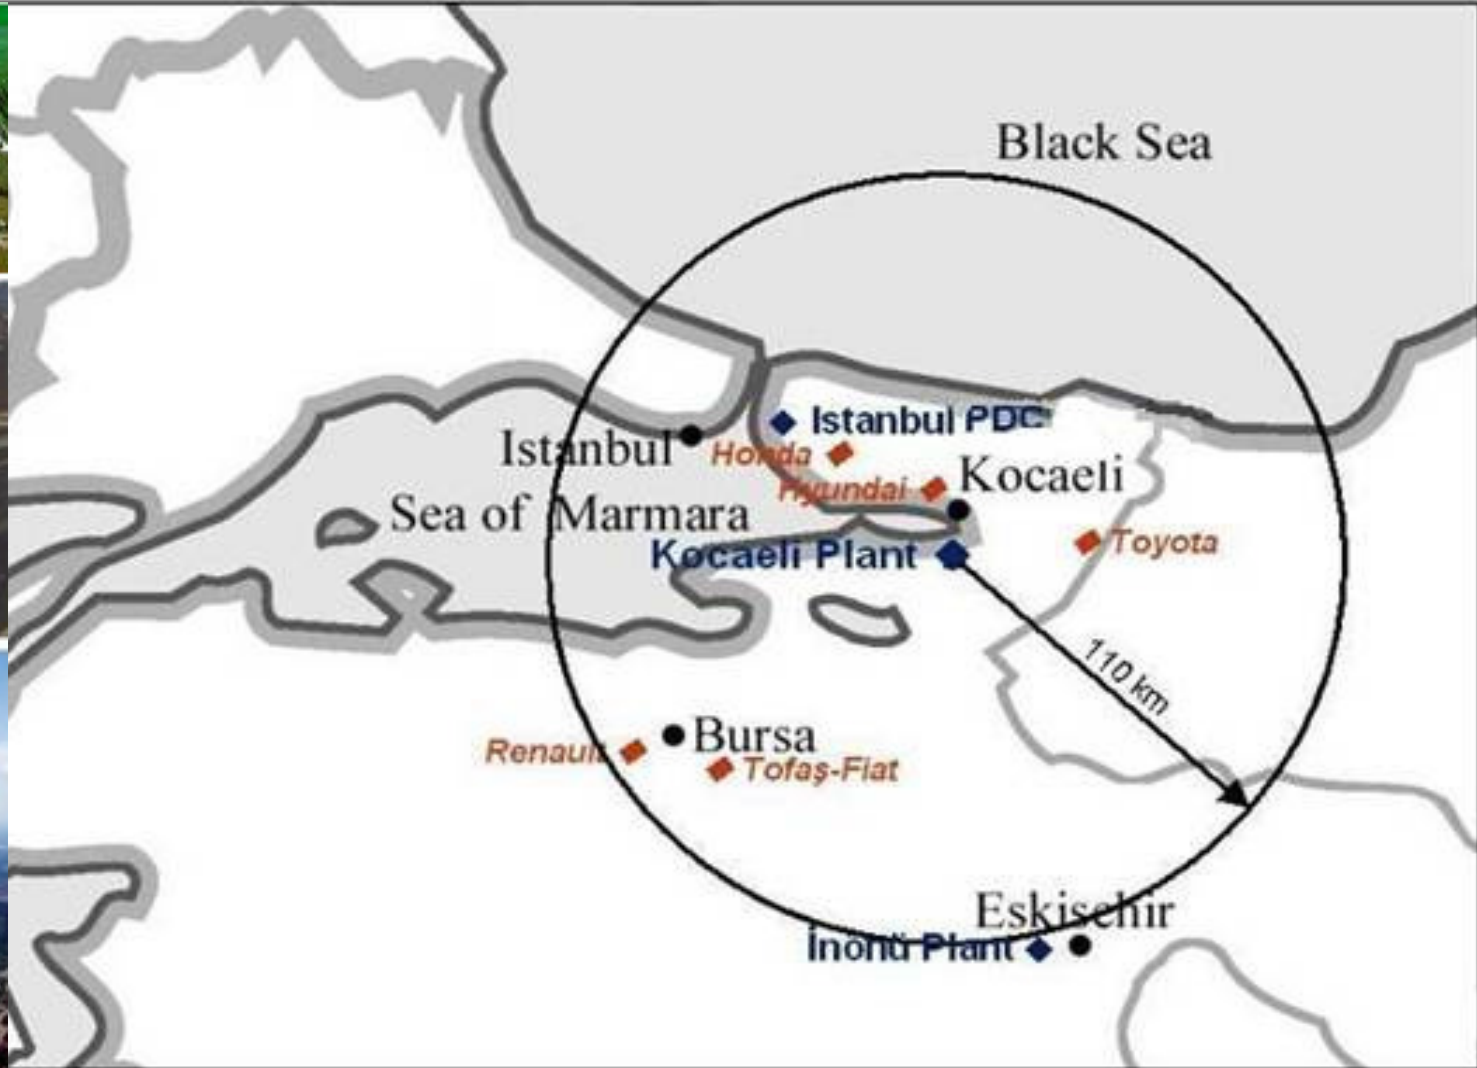 Black Sea
Istanbul PDC
Istanbul
Honda
Kocaeli
Hyundai
Sea of Marmara
Kocaeli Plant
Toyota
110 km
Bursa
Renault
Tofaş-Fiat
Eskisehir
İnönü Plant